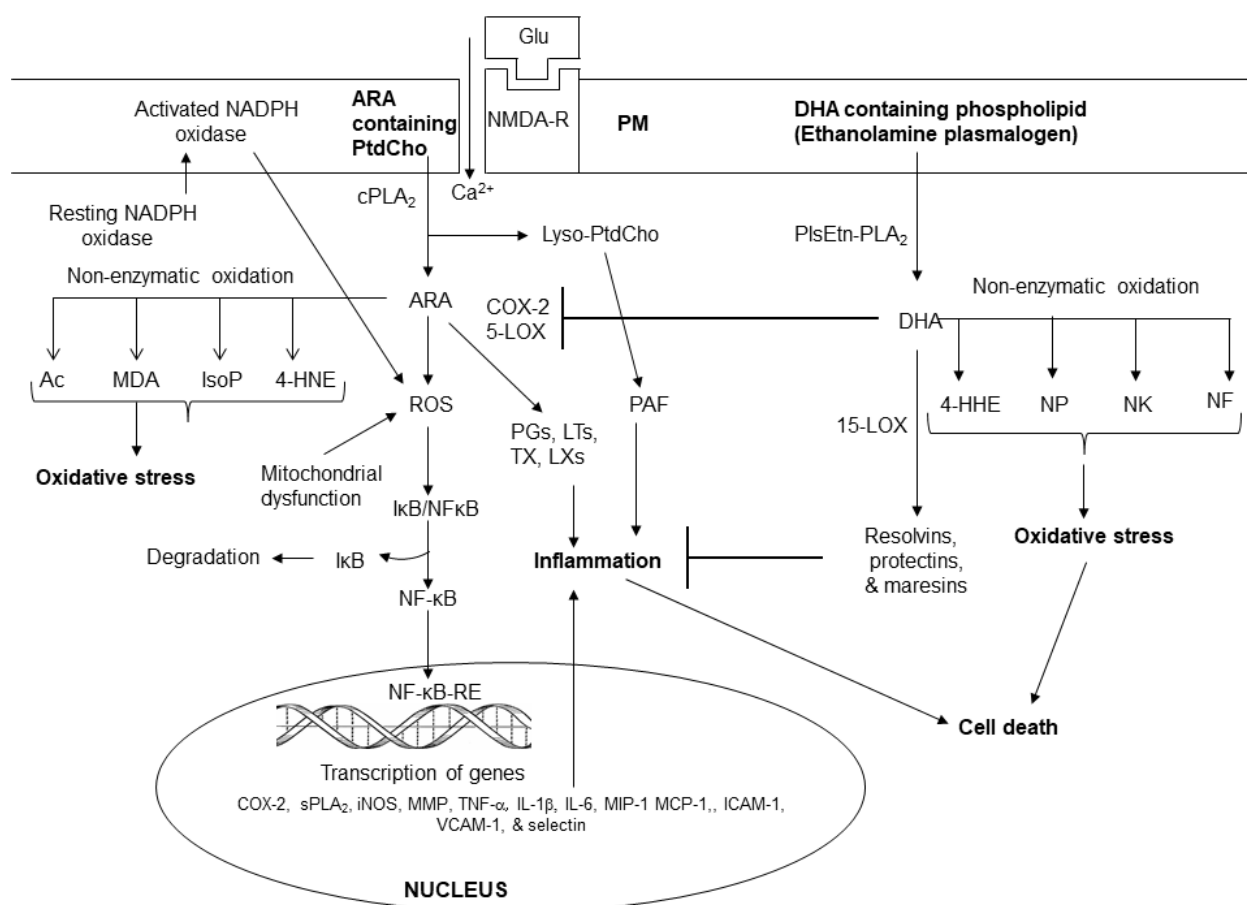 Glu
Activated NADPH
oxidase
ARA
containing
PtdCho
NMDA-R
PM
DHA containing phospholipid
(Ethanolamine plasmalogen)
cPLA₂
Ca²⁺
Resting NADPH
oxidase
Lyso-PtdCho
PlsEtn-PLA₂
Non-enzymatic oxidation
ARA
COX-2
5-LOX
DHA
Non-enzymatic oxidation
Ac
MDA
IsoP
4-HNE
ROS
PAF
4-HHE
NP
NK
NF
15-LOX
PGs, LTs,
TX, LXs
Oxidative stress
Mitochondrial
dysfunction
IκB/NFκB
Degradation
IκB
Inflammation
Resolvins,
protectins,
& maresins
Oxidative stress
NF-κB
NF-κB-RE
Cell death
Transcription of genes
COX-2, sPLA₂, iNOS, MMP, TNF-α, IL-1β, IL-6, MIP-1 MCP-1,, ICAM-1,
VCAM-1, & selectin
NUCLEUS